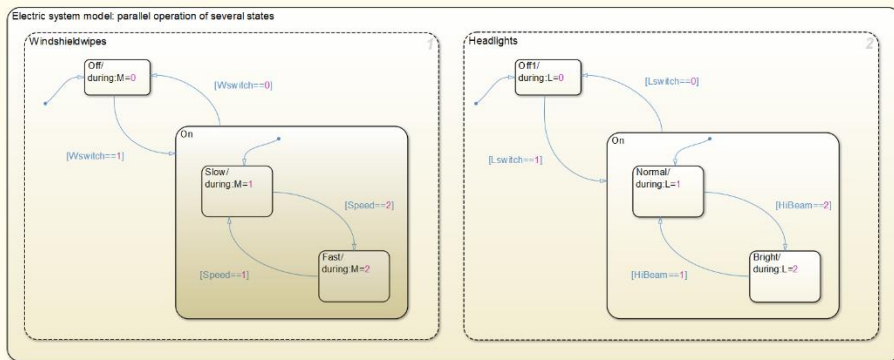 Electric system model: parallel operation of several states
Windshieldwipes
1
Off/
during:M=0
[Wswitch==0]
[Wswitch==1]
On
Slow/
during:M=1
[Speed==2]
Fast/
during:M=2
[Speed==1]
Headlights
2
Off1/
during:L=0
[Lswitch==0]
[Lswitch==1]
On
Normal/
during:L=1
[HiBeam==2]
Bright/
during:L=2
[HiBeam==1]